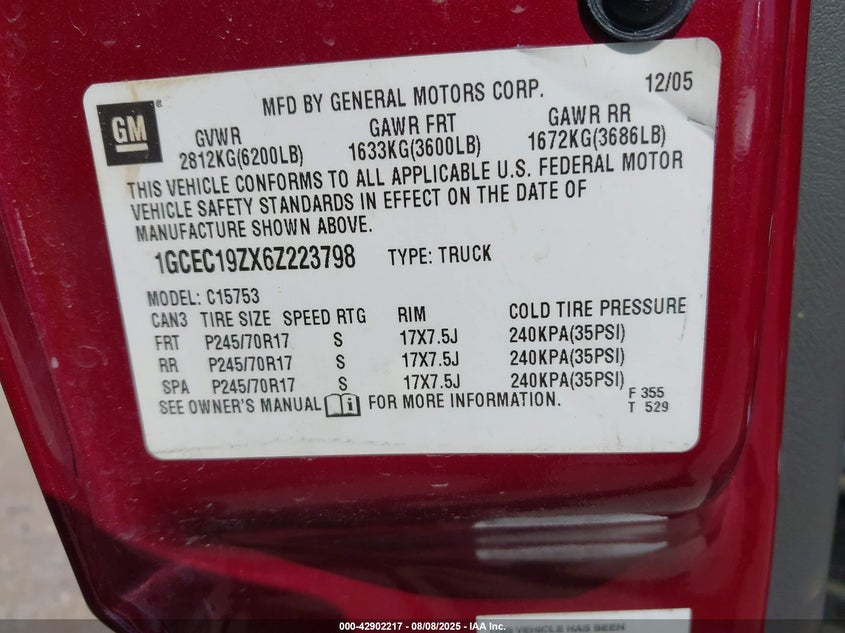 MFD BY GENERAL MOTORS CORP. 12/05
GM
GVWR GAWR FRT GAWR RR
2812KG(6200LB) 1633KG(3600LB) 1672KG(3686LB)
THIS VEHICLE CONFORMS TO ALL APPLICABLE U.S. FEDERAL MOTOR
VEHICLE SAFETY STANDARDS IN EFFECT ON THE DATE OF
MANUFACTURE SHOWN ABOVE.
1GCEC19ZX6Z223798 TYPE: TRUCK
MODEL: C15753
CAN3 TIRE SIZE SPEED RTG RIM COLD TIRE PRESSURE
FRT P245/70R17 S 17X7.5J 240KPA(35PSI)
RR P245/70R17 S 17X7.5J 240KPA(35PSI)
SPA P245/70R17 S 17X7.5J 240KPA(35PSI)
SEE OWNER'S MANUAL FOR MORE INFORMATION.
F 355
T 529
VEHICLE HAS BEEN
000-42902217 - 08/08/2025 - IAA, Inc.